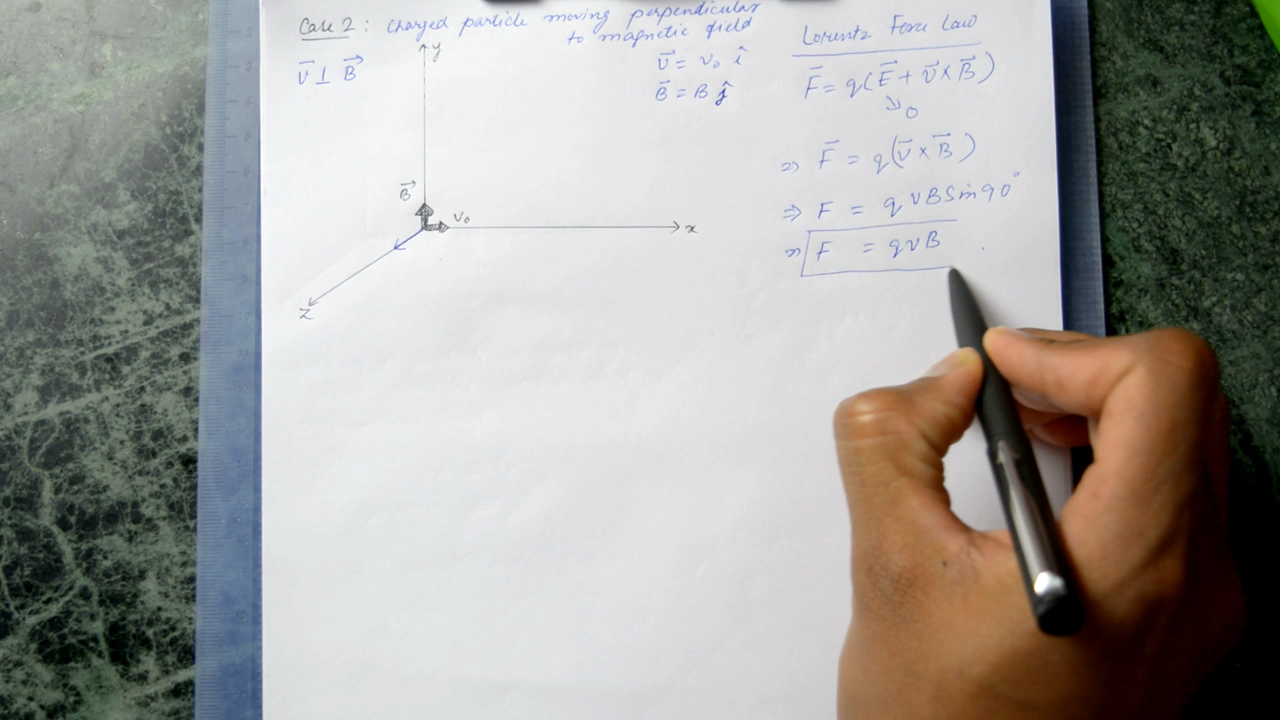 Case 2 : Charged particle moving perpendicular
to magnetic field
v⃗ ⊥ B⃗
v⃗ = v₀ î
B⃗ = B ĵ
y
B⃗
v₀
x
z
Lorentz Force Law
F⃗ = q(E⃗ + v⃗ × B⃗)
↘ 0
⇒ F⃗ = q(v⃗ × B⃗)
⇒ F = qvBSin90°
⇒ F = qvB